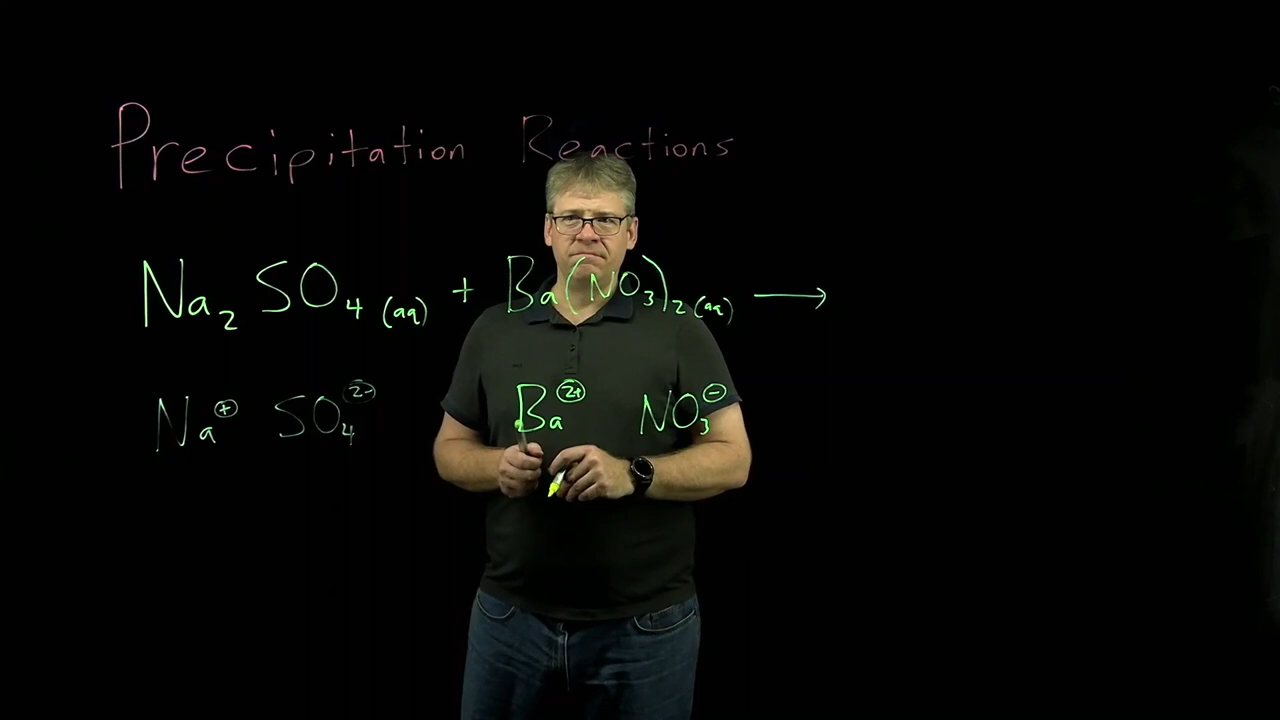 Precipitation Reactions
Na₂SO₄(aq) + Ba(NO₃)₂(aq) ⟶
Na⁺ SO₄²⁻ Ba²⁺ NO₃⁻